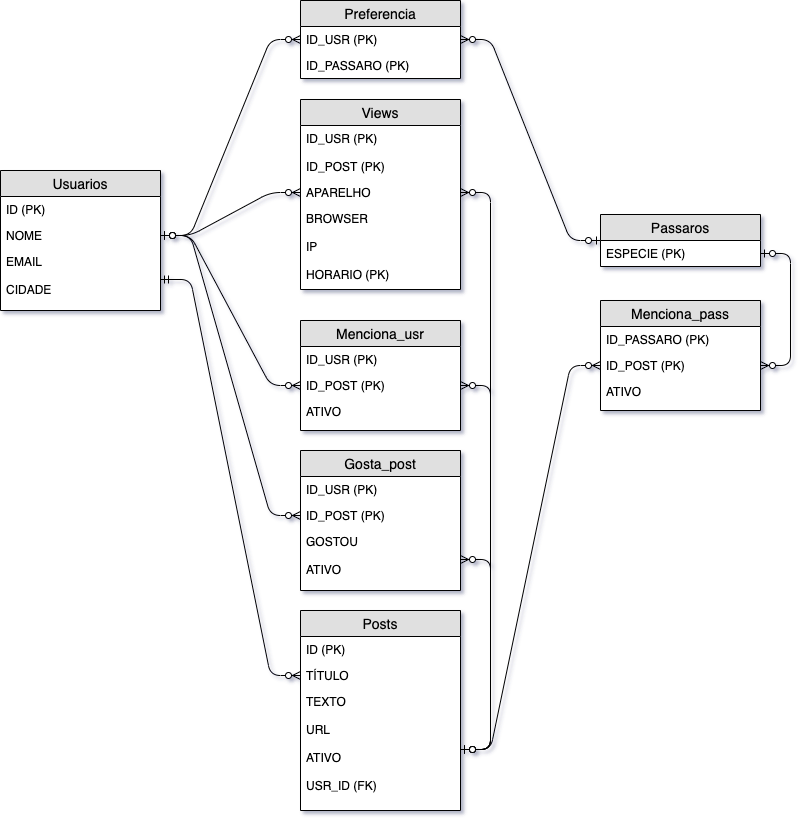 Usuarios
ID (PK)
NOME
EMAIL
CIDADE
Preferencia
ID_USR (PK)
ID_PASSARO (PK)
Views
ID_USR (PK)
ID_POST (PK)
APARELHO
BROWSER
IP
HORARIO (PK)
Menciona_usr
ID_USR (PK)
ID_POST (PK)
ATIVO
Gosta_post
ID_USR (PK)
ID_POST (PK)
GOSTOU
ATIVO
Posts
ID (PK)
TÍTULO
TEXTO
URL
ATIVO
USR_ID (FK)
Passaros
ESPECIE (PK)
Menciona_pass
ID_PASSARO (PK)
ID_POST (PK)
ATIVO